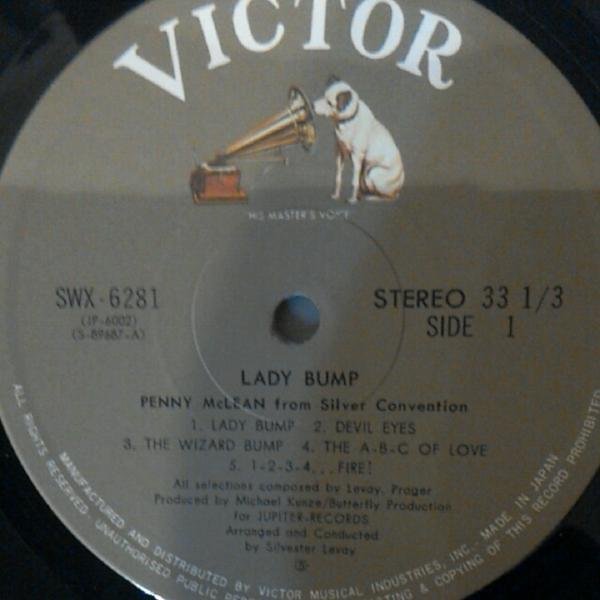 VICTOR
"HIS MASTER'S VOICE"
SWX-6281
(JP-6002)
(S-89687-A)
STEREO 33 1/3
SIDE 1
LADY BUMP
PENNY McLEAN from Silver Convention
1. LADY BUMP 2. DEVIL EYES
3. THE WIZARD BUMP 4. THE A-B-C OF LOVE
5. 1-2-3-4...FIRE!
All selections composed by Levay, Prager
Produced by Michael Kunze/Butterfly Production
for JUPITER-RECORDS
Arranged and Conducted
by Silvester Levay
MANUFACTURED AND DISTRIBUTED BY VICTOR MUSICAL INDUSTRIES, INC. MADE IN JAPAN
ALL RIGHTS RESERVED. UNAUTHORISED PUBLIC & COPYING OF THIS RECORD PROHIBITED